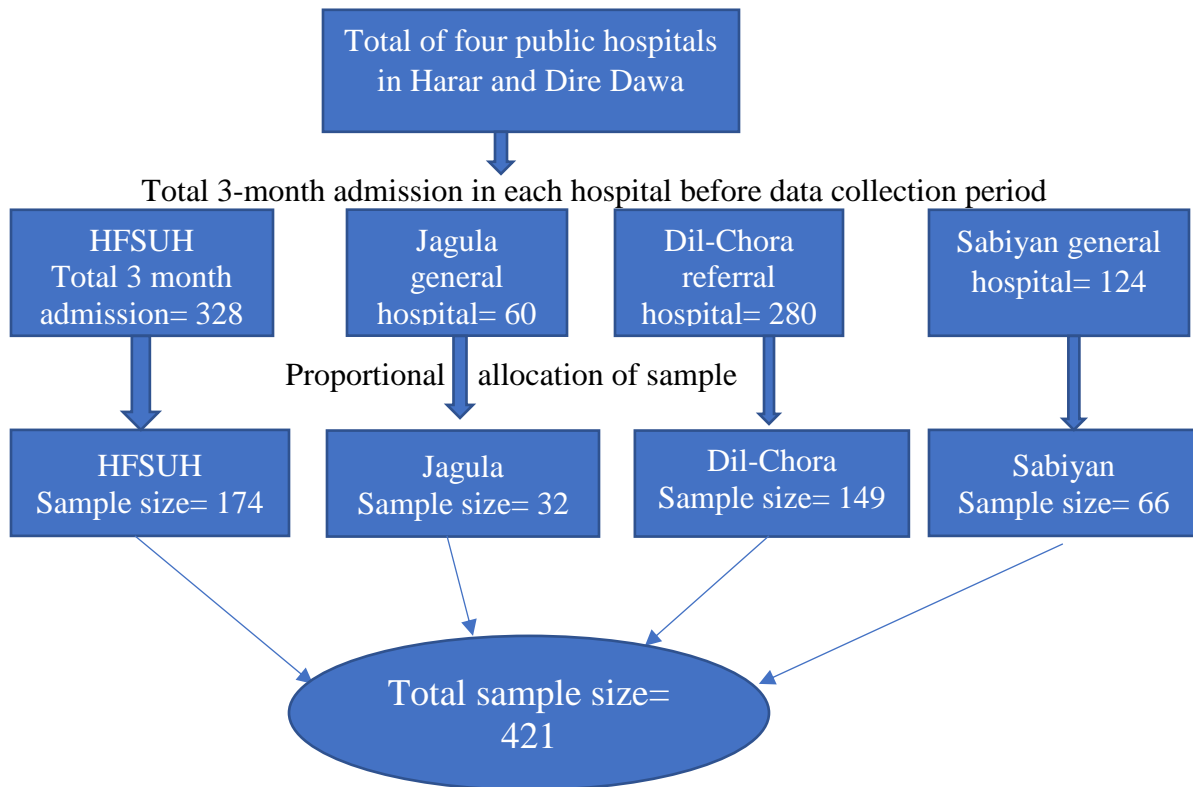 Total of four public hospitals
in Harar and Dire Dawa
Total 3-month admission in each hospital before data collection period
HFSUH
Total 3 month
admission= 328
Jagula
general
hospital= 60
Dil-Chora
referral
hospital= 280
Sabiyan general
hospital= 124
Proportional allocation of sample
HFSUH
Sample size= 174
Jagula
Sample size= 32
Dil-Chora
Sample size= 149
Sabiyan
Sample size= 66
Total sample size=
421